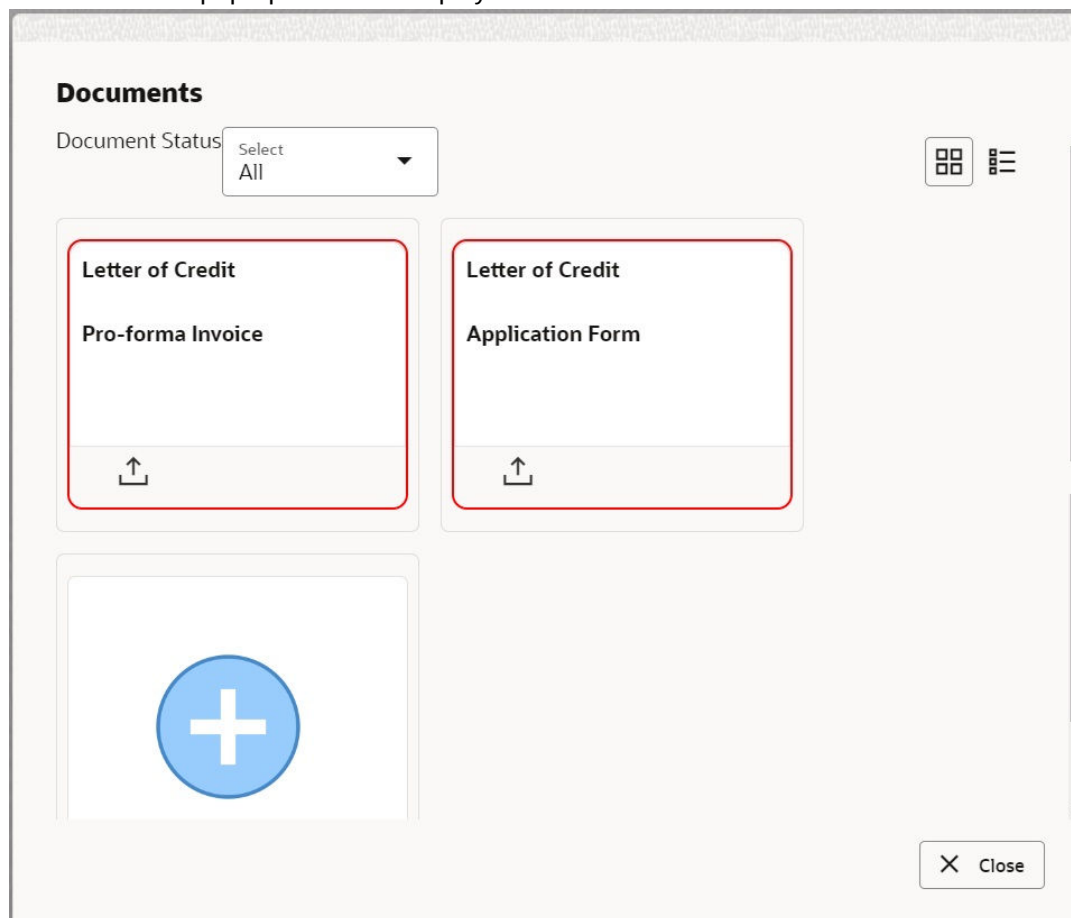 Documents
Document Status
Select
All
Letter of Credit
Letter of Credit
Pro-forma Invoice
Application Form
Close